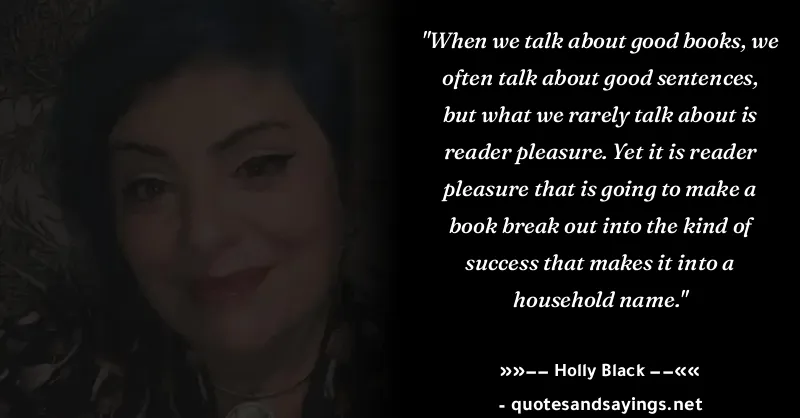 "When we talk about good books, we
often talk about good sentences,
but what we rarely talk about is
reader pleasure. Yet it is reader
pleasure that is going to make a
book break out into the kind of
success that makes it into a
household name."
»»−− Holly Black −−««
- quotesandsayings.net